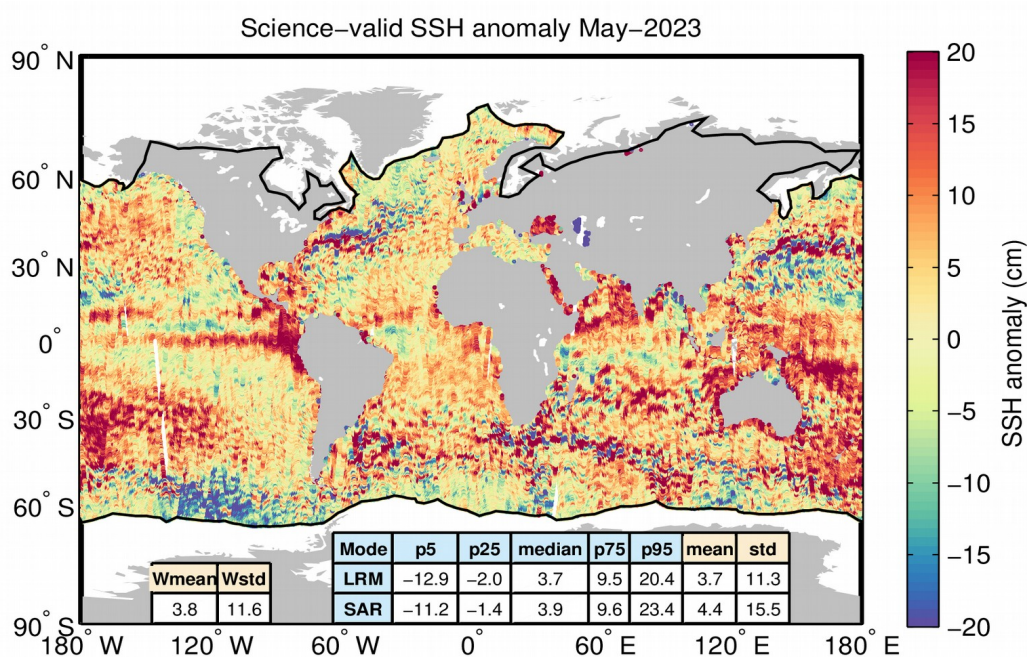 Science−valid SSH anomaly May−2023
90° N
60° N
30° N
0°
30° S
60° S
90° S
180° W
120° W
60° W
0°
60° E
120° E
180° E
20
15
10
5
0
−5
−10
−15
−20
SSH anomaly (cm)
Wmean Wstd
3.8 11.6
Mode p5 p25 median p75 p95 mean std
LRM −12.9 −2.0 3.7 9.5 20.4 3.7 11.3
SAR −11.2 −1.4 3.9 9.6 23.4 4.4 15.5